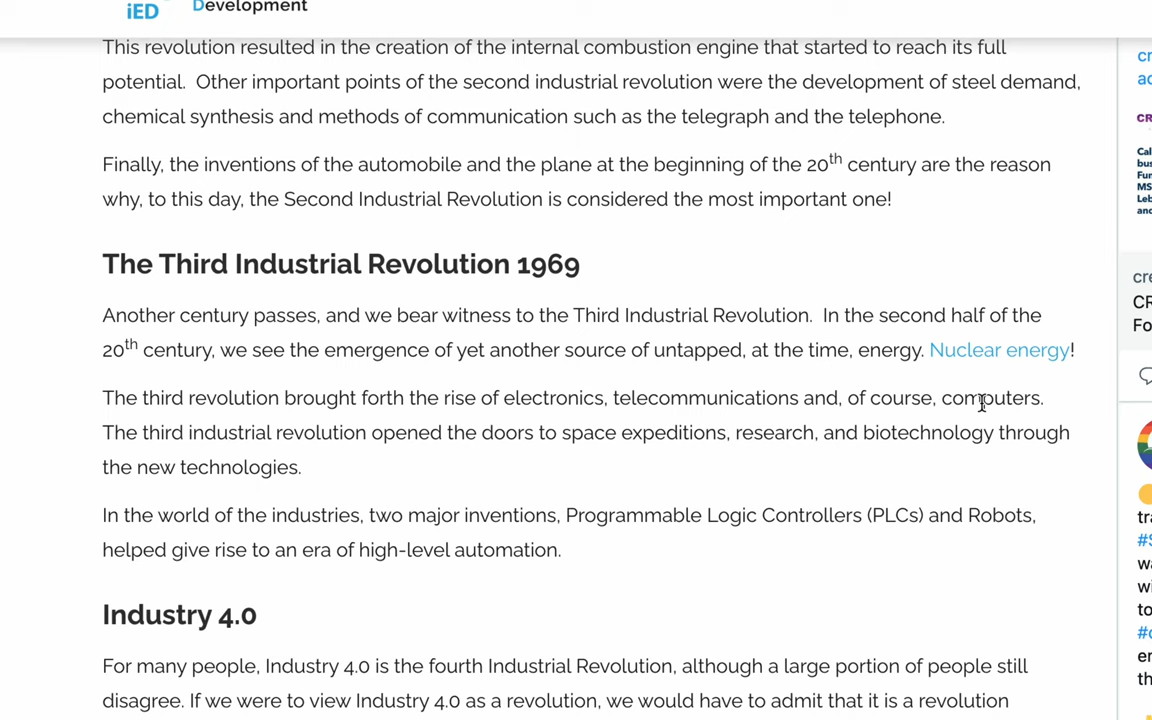 iED
Development
This revolution resulted in the creation of the internal combustion engine that started to reach its full
potential.  Other important points of the second industrial revolution were the development of steel demand,
chemical synthesis and methods of communication such as the telegraph and the telephone.
Finally, the inventions of the automobile and the plane at the beginning of the 20th century are the reason
why, to this day, the Second Industrial Revolution is considered the most important one!
The Third Industrial Revolution 1969
Another century passes, and we bear witness to the Third Industrial Revolution.  In the second half of the
20th century, we see the emergence of yet another source of untapped, at the time, energy. Nuclear energy!
The third revolution brought forth the rise of electronics, telecommunications and, of course, computers.
The third industrial revolution opened the doors to space expeditions, research, and biotechnology through
the new technologies.
In the world of the industries, two major inventions, Programmable Logic Controllers (PLCs) and Robots,
helped give rise to an era of high-level automation.
Industry 4.0
For many people, Industry 4.0 is the fourth Industrial Revolution, although a large portion of people still
disagree. If we were to view Industry 4.0 as a revolution, we would have to admit that it is a revolution